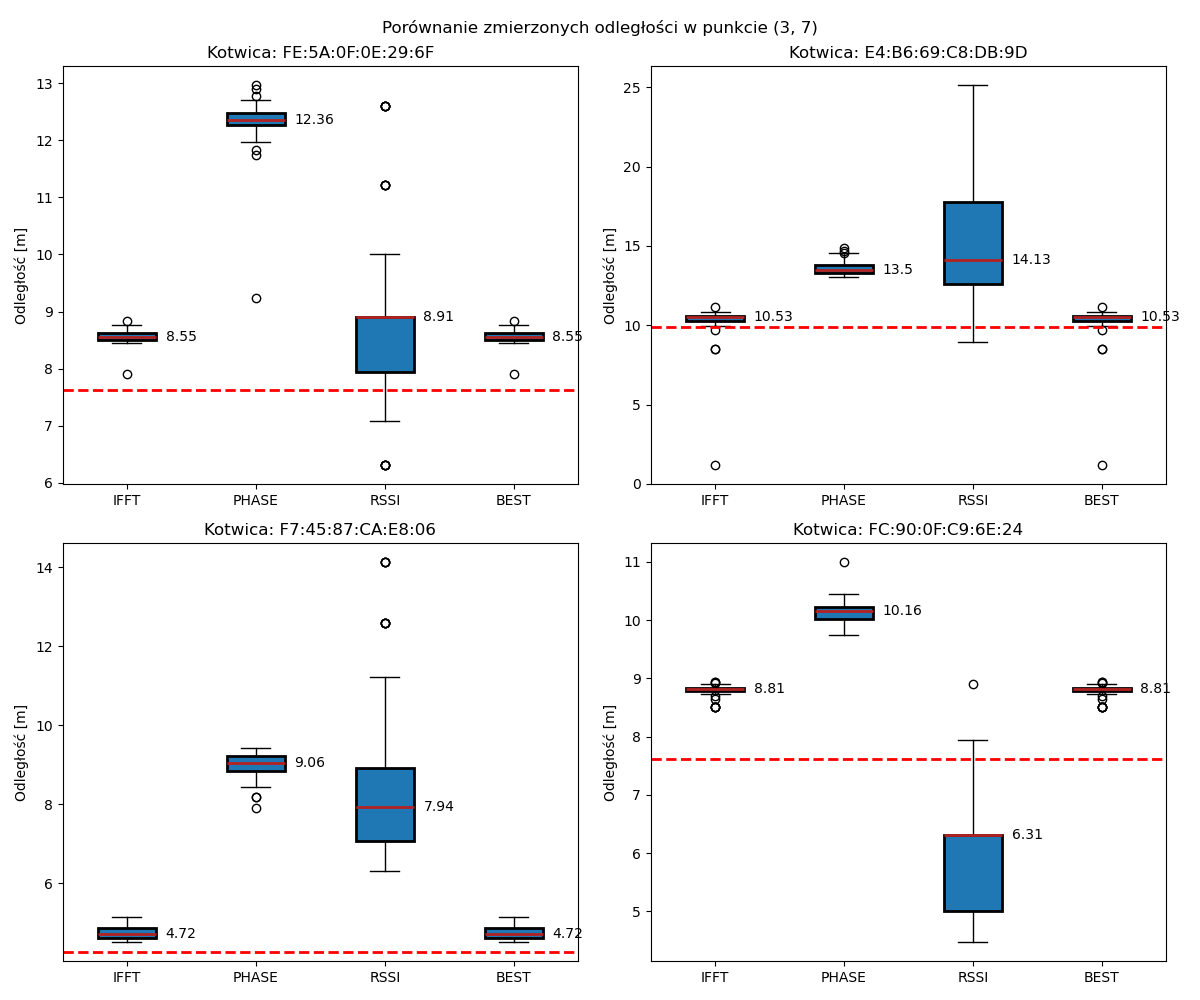 Porównanie zmierzonych odległości w punkcie (3, 7)
Kotwica: FE:5A:0F:0E:29:6F
Odległość [m]
13
12
11
10
9
8
7
6
12.36
8.91
8.55
8.55
IFFT
PHASE
RSSI
BEST
Kotwica: E4:B6:69:C8:DB:9D
Odległość [m]
25
20
15
10
5
0
10.53
13.5
14.13
10.53
IFFT
PHASE
RSSI
BEST
Kotwica: F7:45:87:CA:E8:06
Odległość [m]
14
12
10
8
6
4.72
9.06
7.94
4.72
IFFT
PHASE
RSSI
BEST
Kotwica: FC:90:0F:C9:6E:24
Odległość [m]
11
10
9
8
7
6
5
8.81
10.16
6.31
8.81
IFFT
PHASE
RSSI
BEST